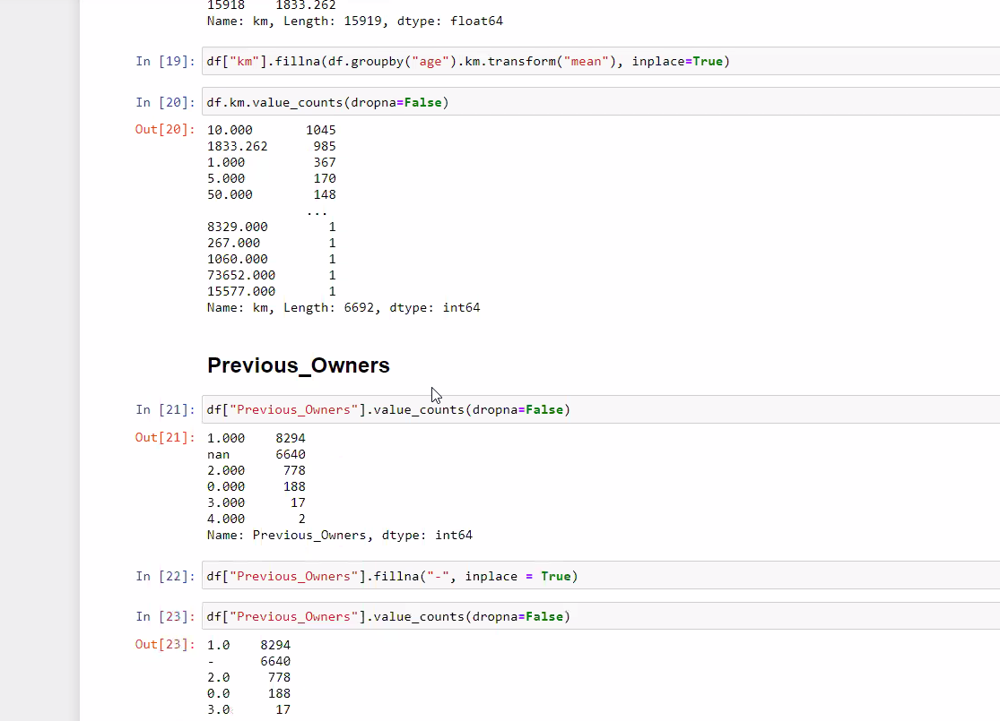 15918    1833.262
Name: km, Length: 15919, dtype: float64
In [19]: df["km"].fillna(df.groupby("age").km.transform("mean"), inplace=True)
In [20]: df.km.value_counts(dropna=False)
Out[20]: 10.000       1045
1833.262      985
1.000         367
5.000         170
50.000        148
...
8329.000        1
267.000         1
1060.000        1
73652.000       1
15577.000       1
Name: km, Length: 6692, dtype: int64
Previous_Owners
In [21]: df["Previous_Owners"].value_counts(dropna=False)
Out[21]: 1.000    8294
nan      6640
2.000     778
0.000     188
3.000      17
4.000       2
Name: Previous_Owners, dtype: int64
In [22]: df["Previous_Owners"].fillna("-", inplace = True)
In [23]: df["Previous_Owners"].value_counts(dropna=False)
Out[23]: 1.0    8294
-      6640
2.0     778
0.0     188
3.0      17